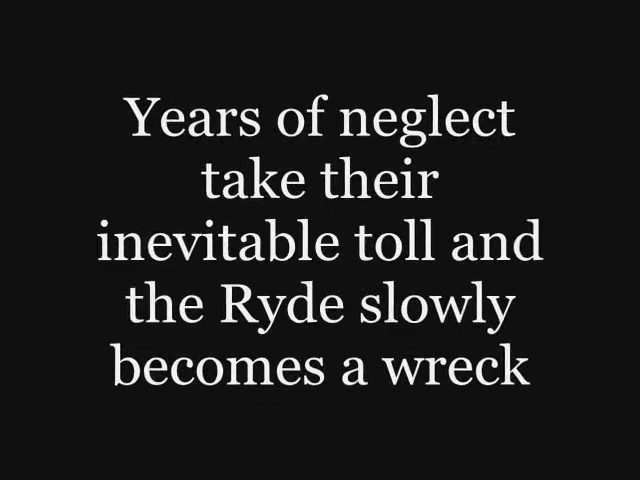 Years of neglect
take their
inevitable toll and
the Ryde slowly
becomes a wreck